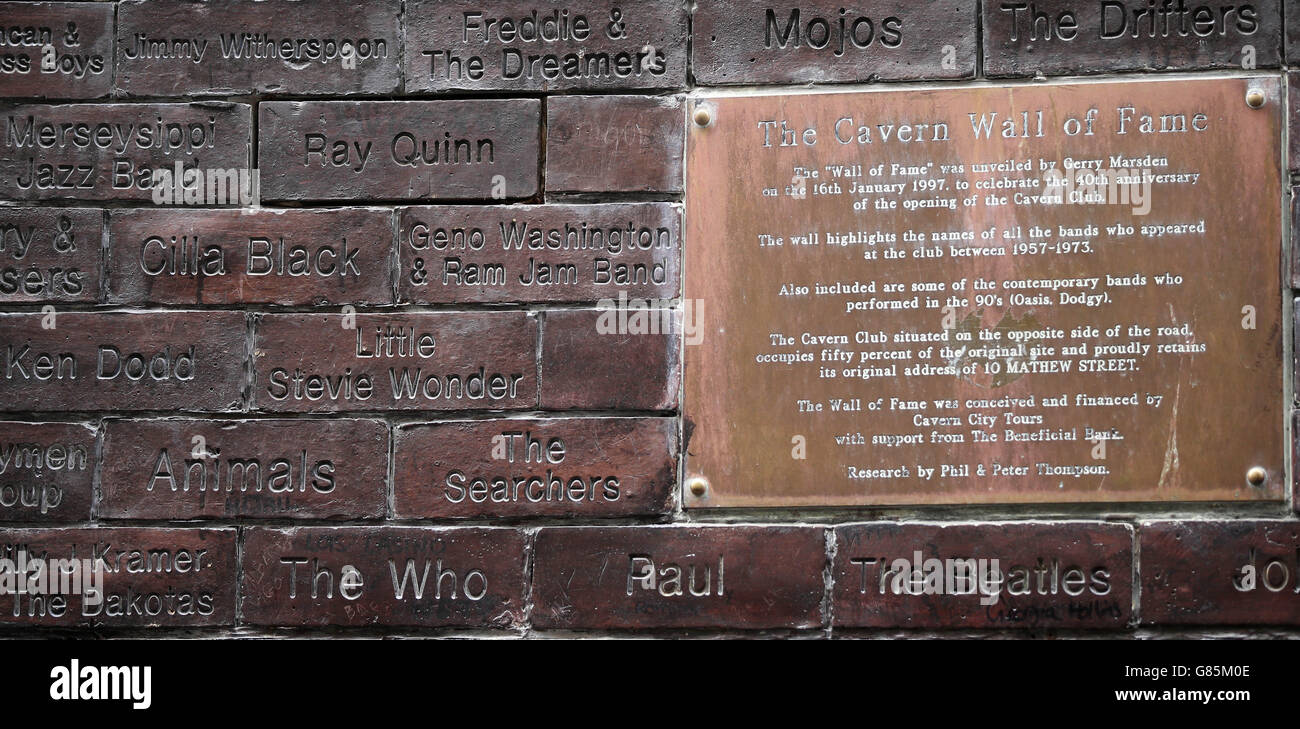 &
Boys
Jimmy Witherspoon
Freddie &
The Dreamers
Mojos
The Drifters
Merseysippi
Jazz Band
Ray Quinn
&
Cilla Black
Geno Washington
& Ram Jam Band
Ken Dodd
Little
Stevie Wonder
Animals
The
Searchers
J Kramer
The Dakotas
The Who
Paul
The Beatles
The Cavern Wall of Fame
The "Wall of Fame" was unveiled by Gerry Marsden
on the 16th January 1997, to celebrate the 40th anniversary
of the opening of the Cavern Club.
The wall highlights the names of all the bands who appeared
at the club between 1957-1973.
Also included are some of the contemporary bands who
performed in the 90's (Oasis, Dodgy).
The Cavern Club situated on the opposite side of the road,
occupies fifty percent of the original site and proudly retains
its original address of 10 MATHEW STREET.
The Wall of Fame was conceived and financed by
Cavern City Tours
with support from The Beneficial Bank.
Research by Phil & Peter Thompson.
alamy
a
alamy
Image ID: G85M0E
www.alamy.com